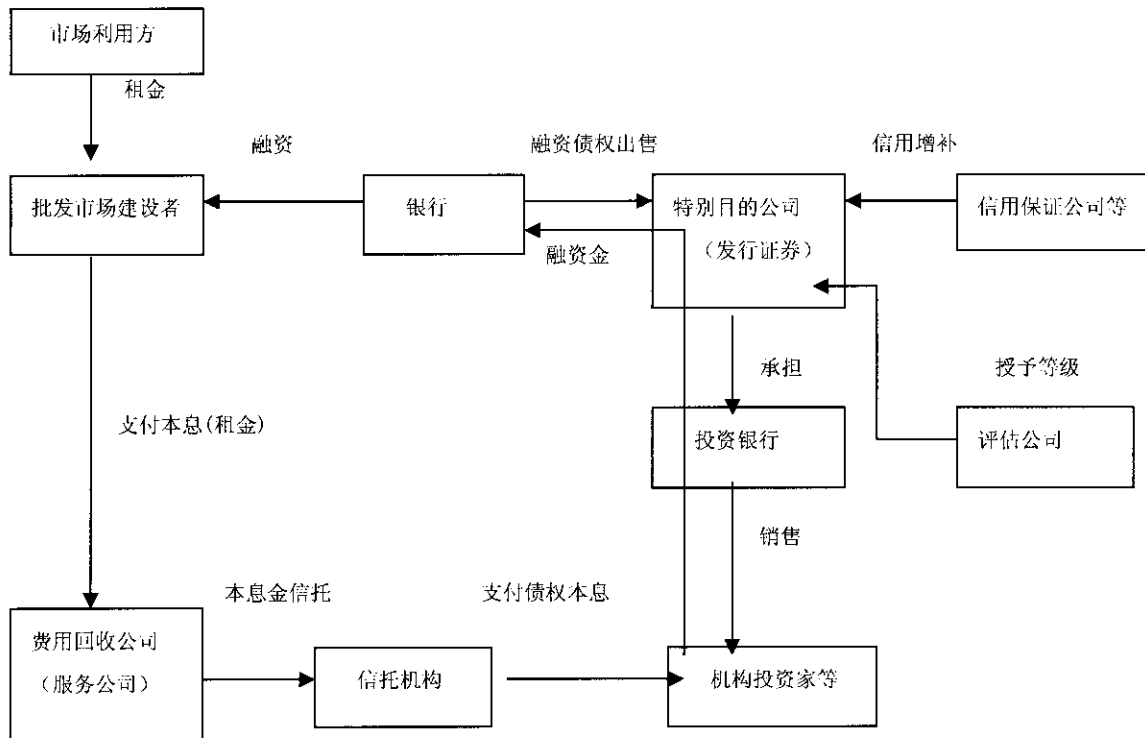 市场利用方
租金
融资
融资债权出售
信用增补
批发市场建设者
银行
特别目的公司
（发行证券）
信用保证公司等
融资金
承担
授予等级
支付本息(租金)
投资银行
评估公司
销售
本息金信托
支付债权本息
费用回收公司
（服务公司）
信托机构
机构投资家等